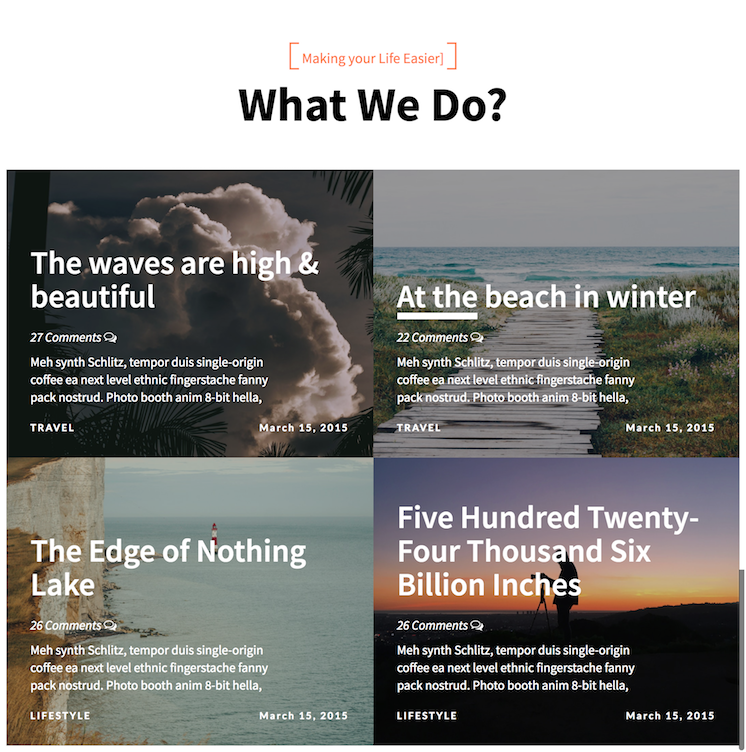 Making your Life Easier]
What We Do?
The waves are high &
beautiful
27 Comments
Meh synth Schlitz, tempor duis single-origin
coffee ea next level ethnic fingerstache fanny
pack nostrud. Photo booth anim 8-bit hella,
TRAVEL March 15, 2015
At the beach in winter
22 Comments
Meh synth Schlitz, tempor duis single-origin
coffee ea next level ethnic fingerstache fanny
pack nostrud. Photo booth anim 8-bit hella,
TRAVEL March 15, 2015
The Edge of Nothing
Lake
26 Comments
Meh synth Schlitz, tempor duis single-origin
coffee ea next level ethnic fingerstache fanny
pack nostrud. Photo booth anim 8-bit hella,
LIFESTYLE March 15, 2015
Five Hundred Twenty-
Four Thousand Six
Billion Inches
26 Comments
Meh synth Schlitz, tempor duis single-origin
coffee ea next level ethnic fingerstache fanny
pack nostrud. Photo booth anim 8-bit hella,
LIFESTYLE March 15, 2015